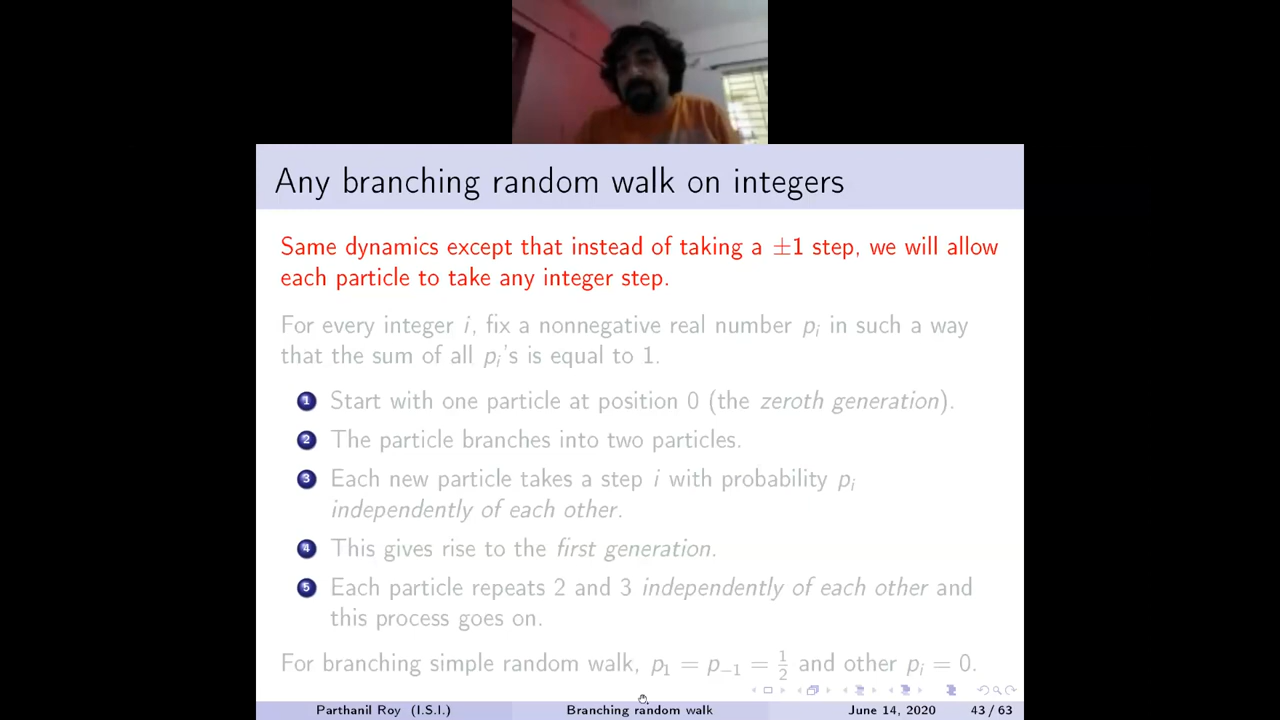 Any branching random walk on integers
Same dynamics except that instead of taking a ±1 step, we will allow
each particle to take any integer step.
For every integer i, fix a nonnegative real number pᵢ in such a way
that the sum of all pᵢ's is equal to 1.
1 Start with one particle at position 0 (the zeroth generation).
2 The particle branches into two particles.
3 Each new particle takes a step i with probability pᵢ
independently of each other.
4 This gives rise to the first generation.
5 Each particle repeats 2 and 3 independently of each other and
this process goes on.
For branching simple random walk, p₁ = p₋₁ = 1/2 and other pᵢ = 0.
Parthanil Roy (I.S.I.) Branching random walk June 14, 2020 43 / 63